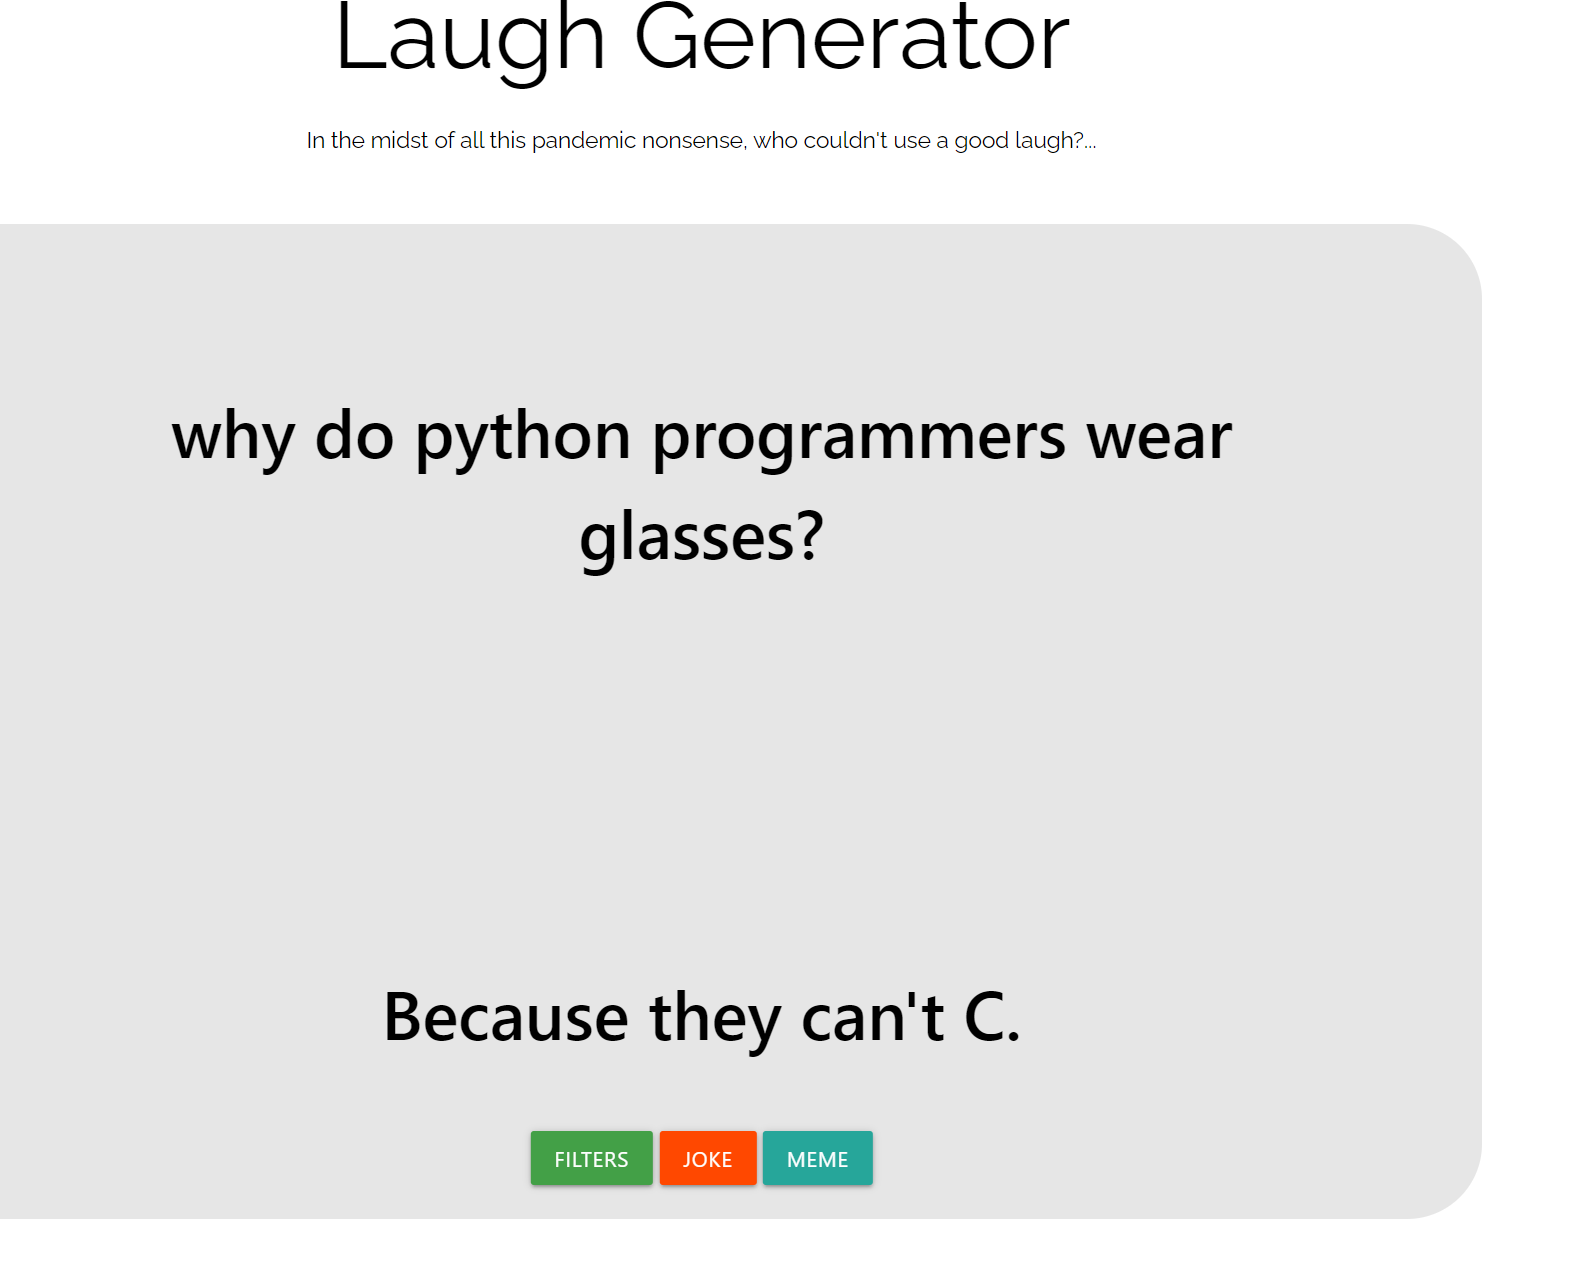 Laugh Generator
In the midst of all this pandemic nonsense, who couldn't use a good laugh?...
why do python programmers wear
glasses?
Because they can't C.
FILTERS JOKE MEME